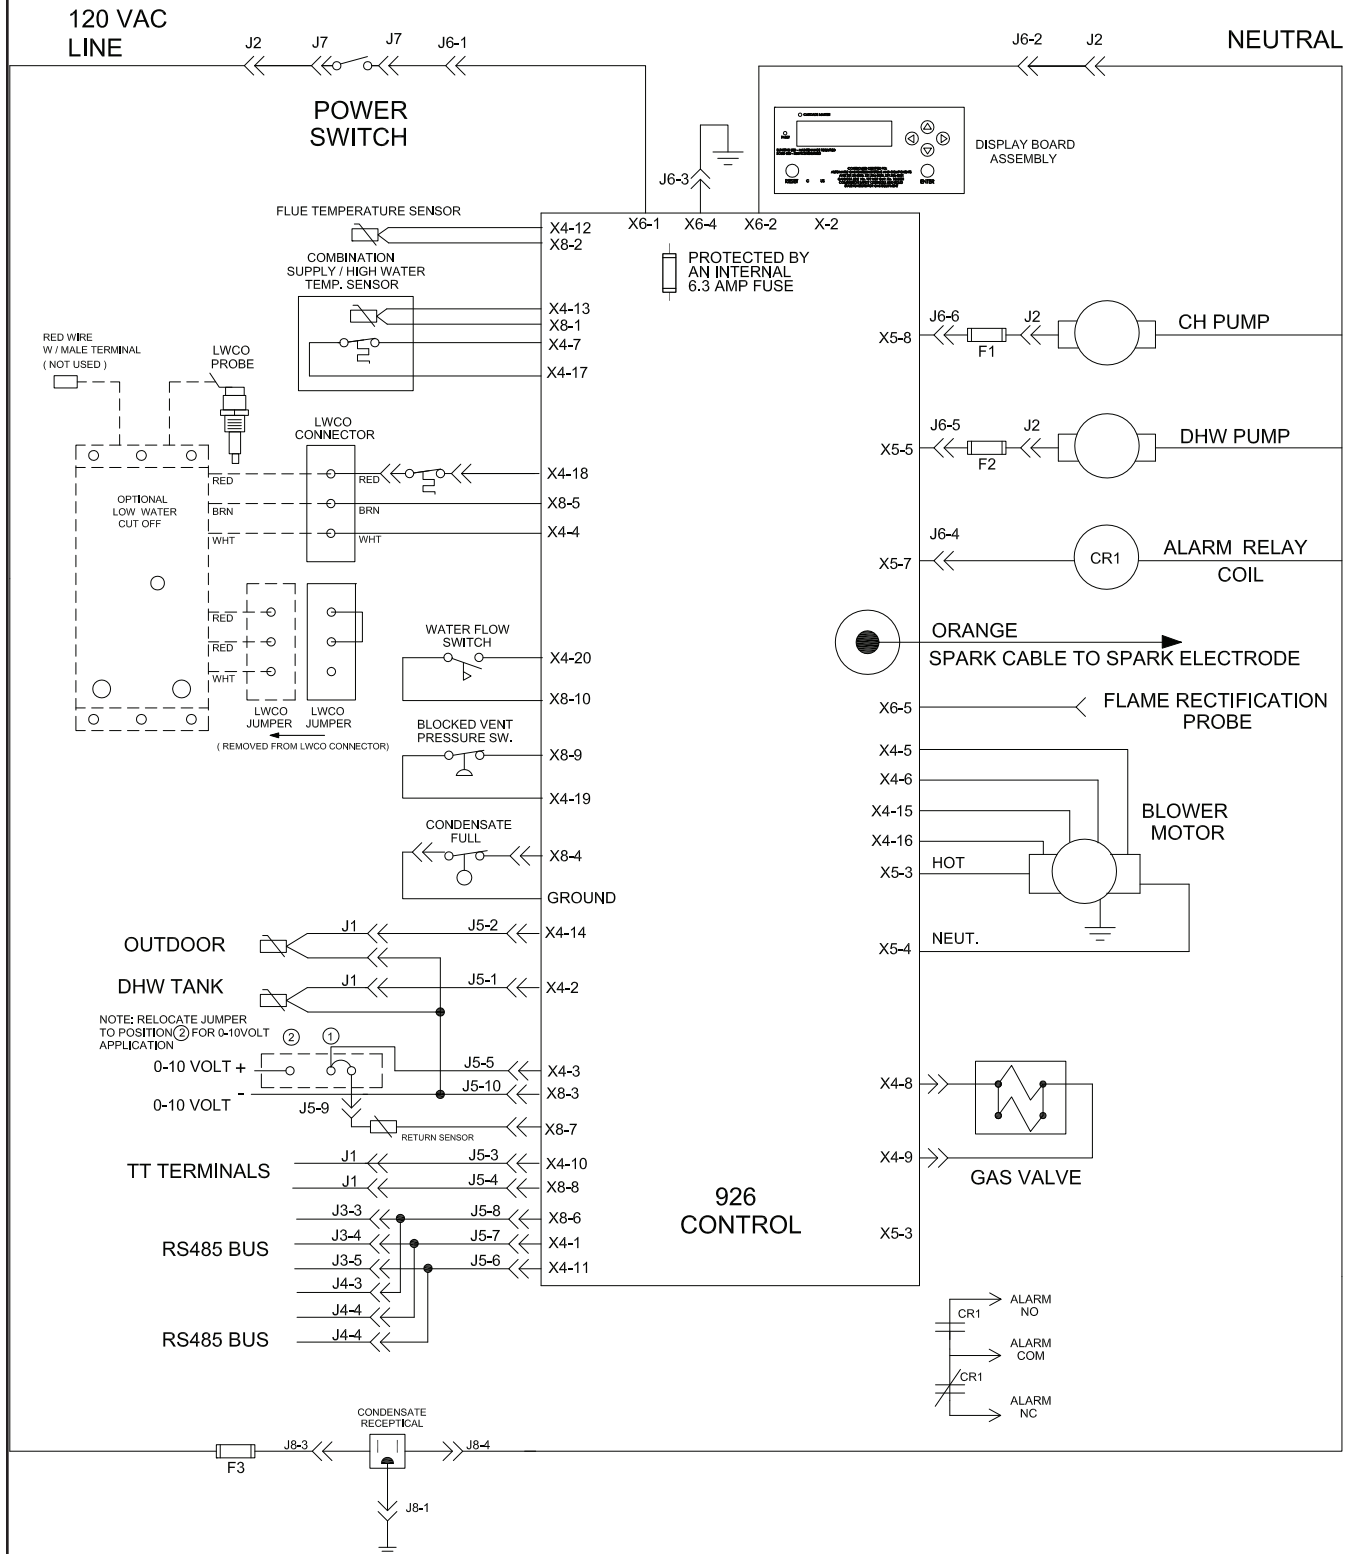 120 VAC
LINE
J2
J7
J7
J6-1
J6-2
J2
NEUTRAL
POWER
SWITCH
RESET
ENTER
DISPLAY BOARD
ASSEMBLY
J6-3
FLUE TEMPERATURE SENSOR
X4-12
X8-2
X6-1
X6-4
X6-2
X-2
COMBINATION
SUPPLY / HIGH WATER
TEMP. SENSOR
PROTECTED BY
AN INTERNAL
6.3 AMP FUSE
X4-13
X8-1
X4-7
X4-17
RED WIRE
W / MALE TERMINAL
( NOT USED )
LWCO
PROBE
X5-8
J6-6
F1
J2
CH PUMP
LWCO
CONNECTOR
X5-5
J6-5
F2
J2
DHW PUMP
OPTIONAL
LOW WATER
CUT OFF
RED
RED
X4-18
BRN
BRN
X8-5
WHT
WHT
X4-4
X5-7
J6-4
CR1
ALARM RELAY
COIL
RED
RED
WHT
LWCO
JUMPER
LWCO
JUMPER
( REMOVED FROM LWCO CONNECTOR)
WATER FLOW
SWITCH
X4-20
X8-10
ORANGE
SPARK CABLE TO SPARK ELECTRODE
X6-5
FLAME RECTIFICATION
PROBE
BLOCKED VENT
PRESSURE SW.
X8-9
X4-19
X4-5
X4-6
X4-15
X4-16
X5-3
HOT
BLOWER
MOTOR
CONDENSATE
FULL
X8-4
GROUND
X5-4
NEUT.
OUTDOOR
J1
J5-2
X4-14
DHW TANK
J1
J5-1
X4-2
NOTE: RELOCATE JUMPER
TO POSITION 2 FOR 0-10VOLT
APPLICATION
2
1
0-10 VOLT +
J5-5
X4-3
0-10 VOLT -
J5-10
X8-3
J5-9
RETURN SENSOR
X8-7
X4-8
X4-9
GAS VALVE
TT TERMINALS
J1
J5-3
X4-10
J1
J5-4
X8-8
926
CONTROL
X5-3
RS485 BUS
J3-3
J5-8
X8-6
J3-4
J5-7
X4-1
J3-5
J5-6
X4-11
RS485 BUS
J4-3
J4-4
J4-4
CR1
ALARM
NO
ALARM
COM
CR1
ALARM
NC
CONDENSATE
RECEPTICAL
F3
J8-3
J8-4
J8-1